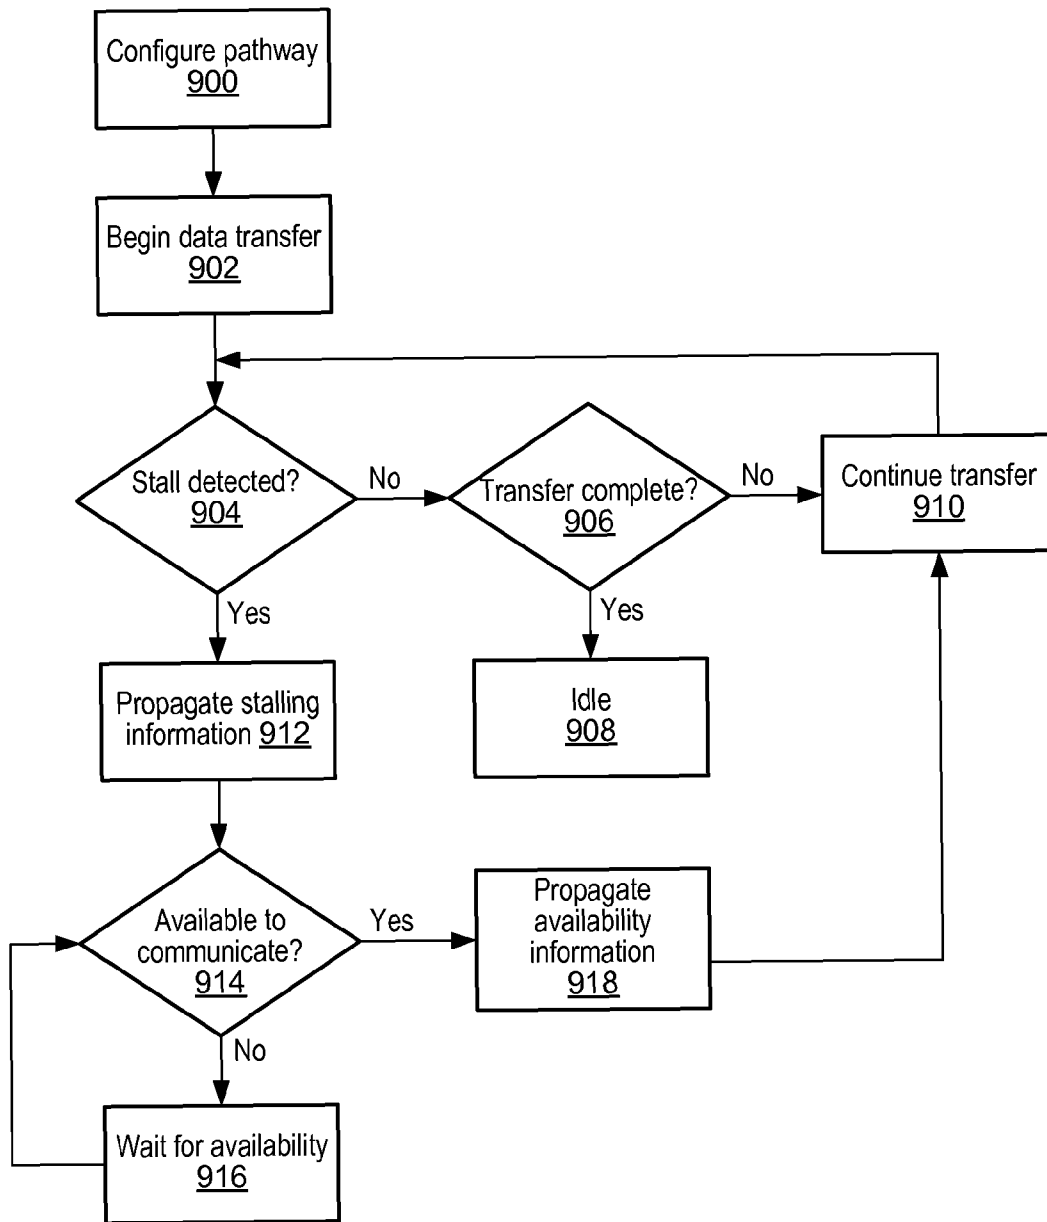 Configure pathway
900
Begin data transfer
902
Stall detected?
904
No
Transfer complete?
906
No
Continue transfer
910
Yes
Yes
Propagate stalling
information 912
Idle
908
Available to
communicate?
914
Yes
Propagate
availability
information
918
No
Wait for availability
916